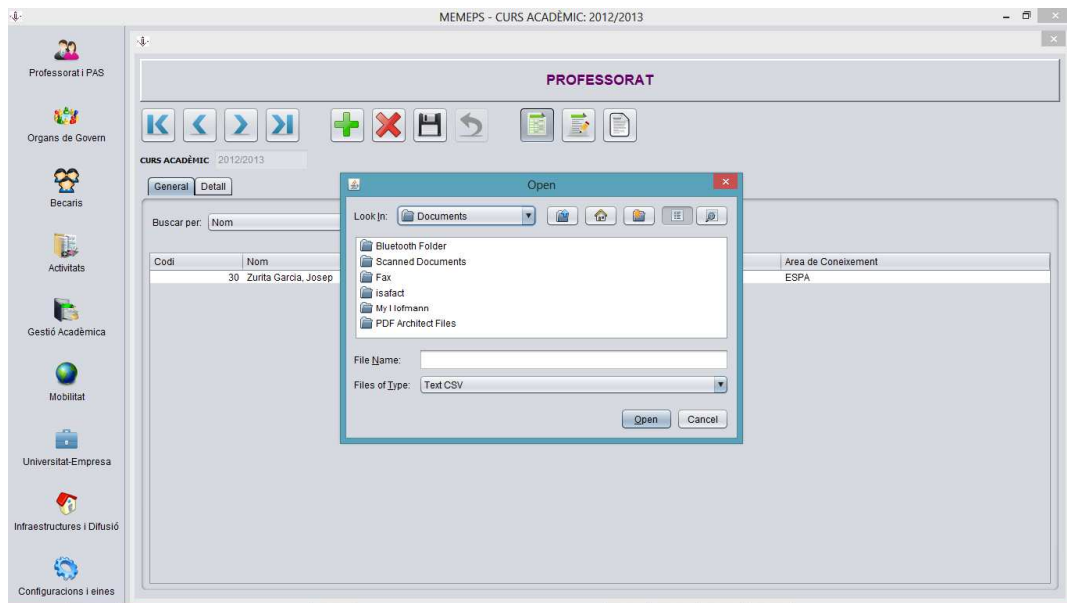 MEMEPS - CURS ACADÈMIC: 2012/2013
Professorat i PAS
Organs de Govern
Becaris
Activitats
Gestió Acadèmica
Mobilitat
Universitat-Empresa
Infraestructures i Difusió
Configuracions i eines
PROFESSORAT
CURS ACADÈMIC 2012/2013
General Detall
Buscar per: Nom
Codi Nom Area de Coneixement
30 Zurita Garcia, Josep ESPA
Open
Look In: Documents
Bluetooth Folder
Scanned Documents
Fax
isafact
My Hofmann
PDF Architect Files
File Name:
Files of Type: Text CSV
Open Cancel